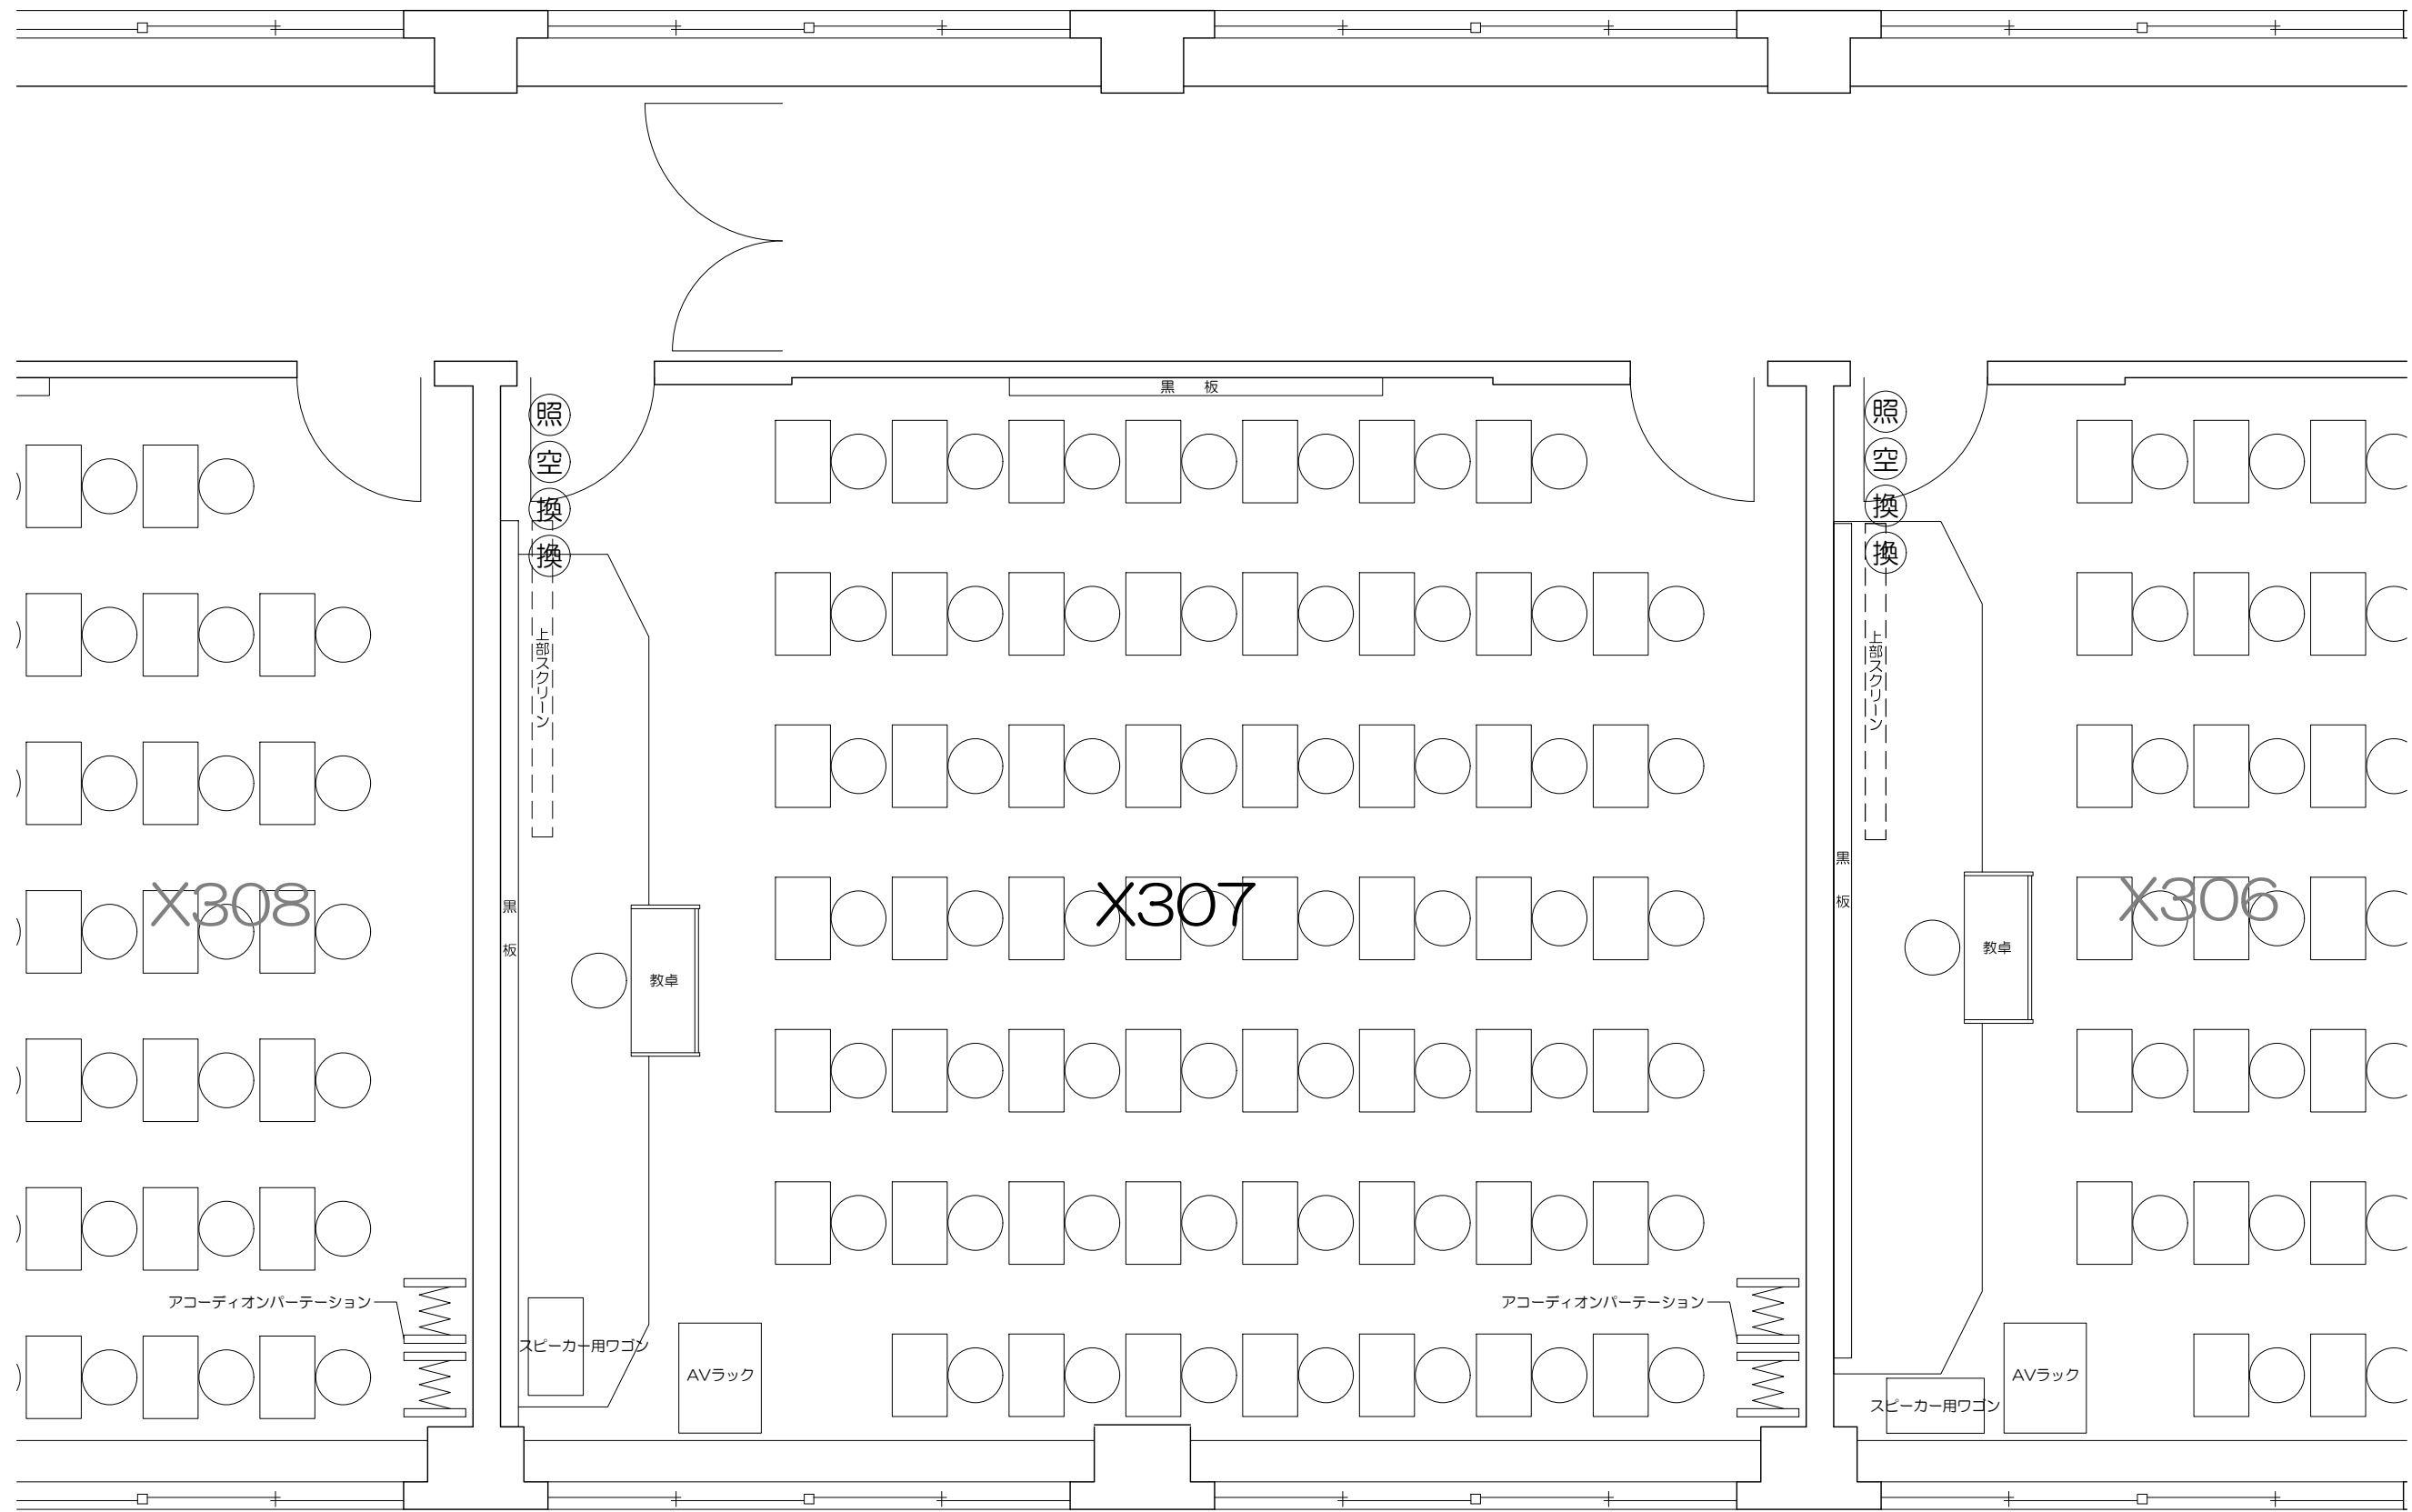 黒 板
照
空
換
換
照
空
換
換
上部スクリーン
上部スクリーン
X308
黒 板
教卓
X307
黒 板
教卓
X306
アコーディオンパーテーション
スピーカー用ワゴン
AVラック
アコーディオンパーテーション
スピーカー用ワゴン
AVラック